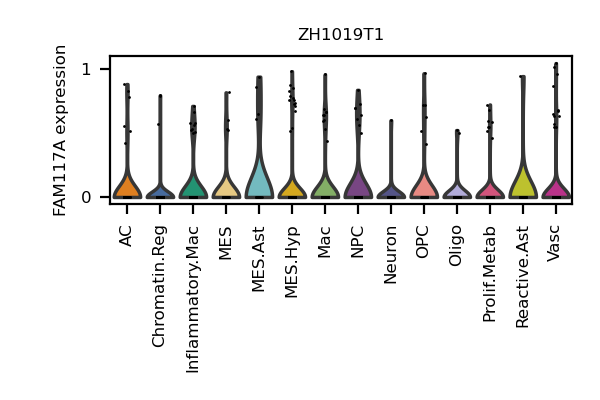 ZH1019T1
FAM117A expression
1
0
AC
Chromatin.Reg
Inflammatory.Mac
MES
MES.Ast
MES.Hyp
Mac
NPC
Neuron
OPC
Oligo
Prolif.Metab
Reactive.Ast
Vasc